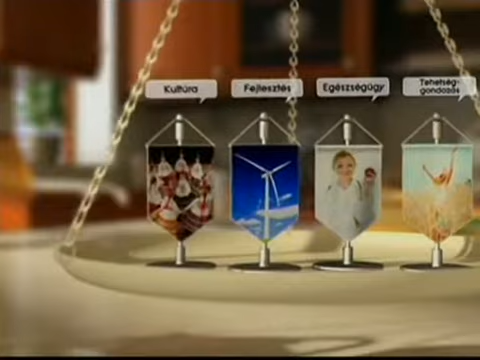 Kultúra
Fejlesztés
Egészségügy
Tehetség-
gondozás